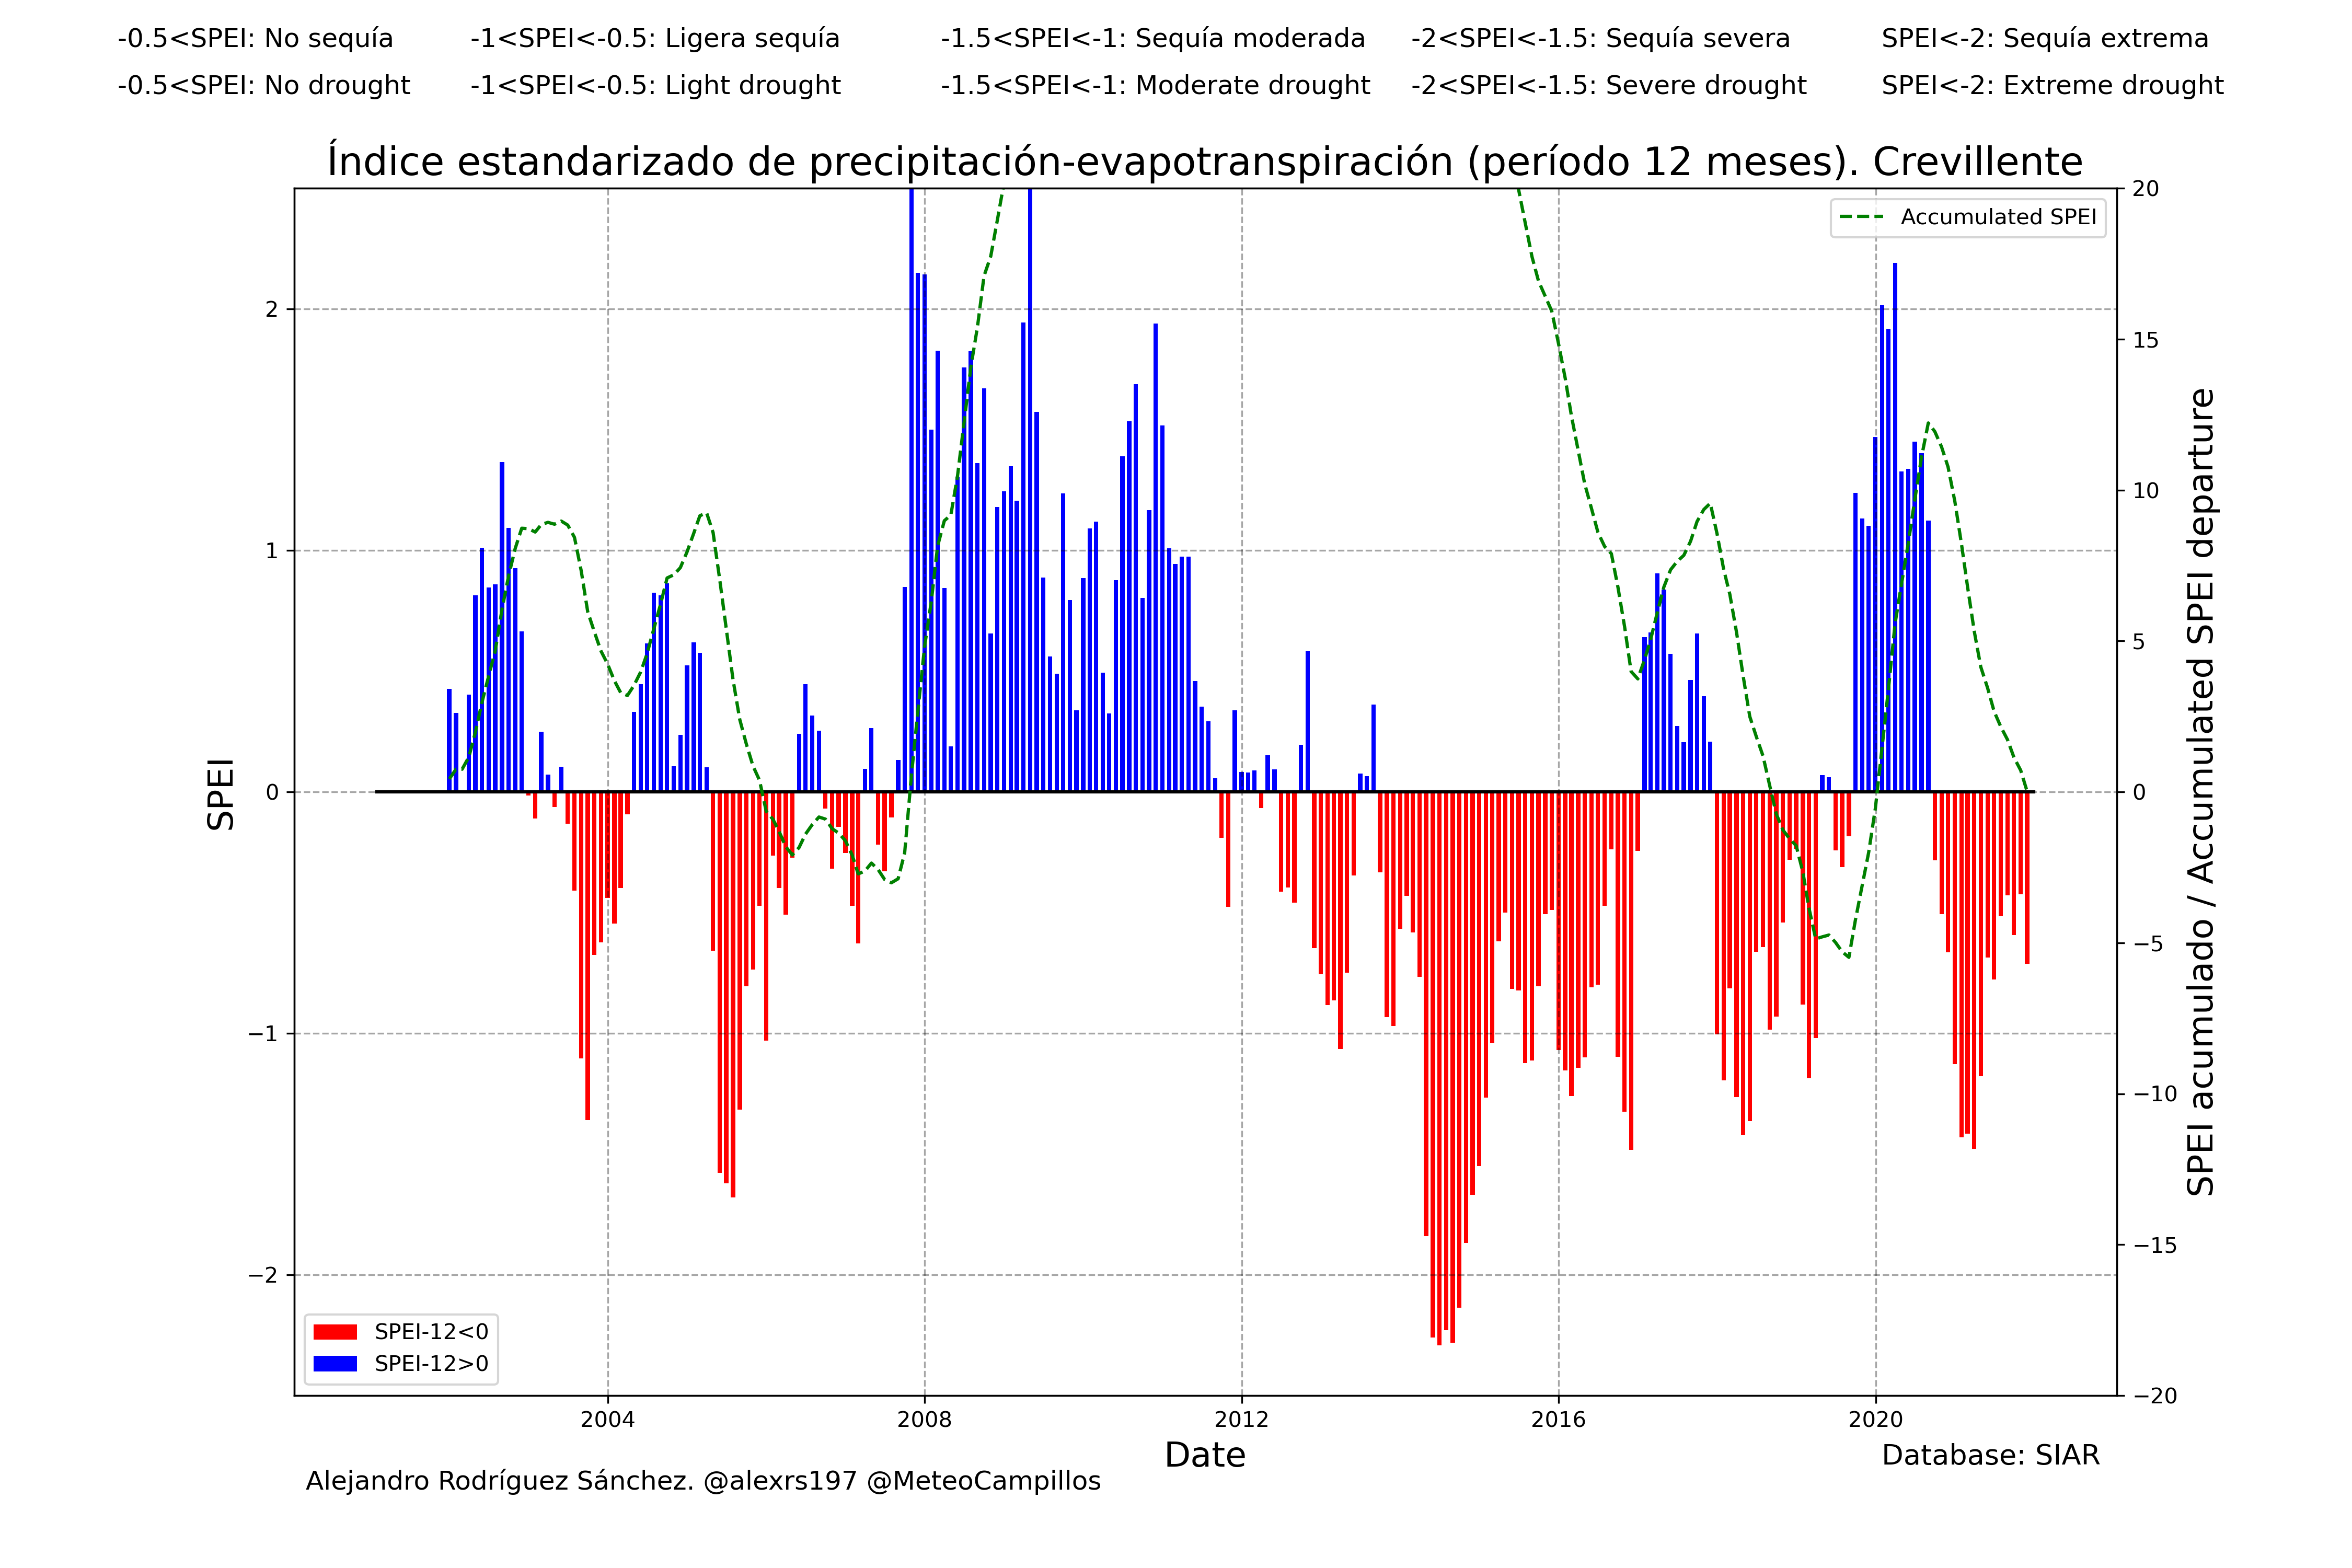 -0.5<SPEI: No sequía -1<SPEI<-0.5: Ligera sequía -1.5<SPEI<-1: Sequía moderada -2<SPEI<-1.5: Sequía severa SPEI<-2: Sequía extrema
-0.5<SPEI: No drought -1<SPEI<-0.5: Light drought -1.5<SPEI<-1: Moderate drought -2<SPEI<-1.5: Severe drought SPEI<-2: Extreme drought
Índice estandarizado de precipitación-evapotranspiración (período 12 meses). Crevillente
Accumulated SPEI
SPEI
2
1
0
−1
−2
20
15
10
5
0
−5
−10
−15
−20
SPEI acumulado / Accumulated SPEI departure
SPEI-12<0
SPEI-12>0
2004 2008 2012 2016 2020
Date
Database: SIAR
Alejandro Rodríguez Sánchez. @alexrs197 @MeteoCampillos